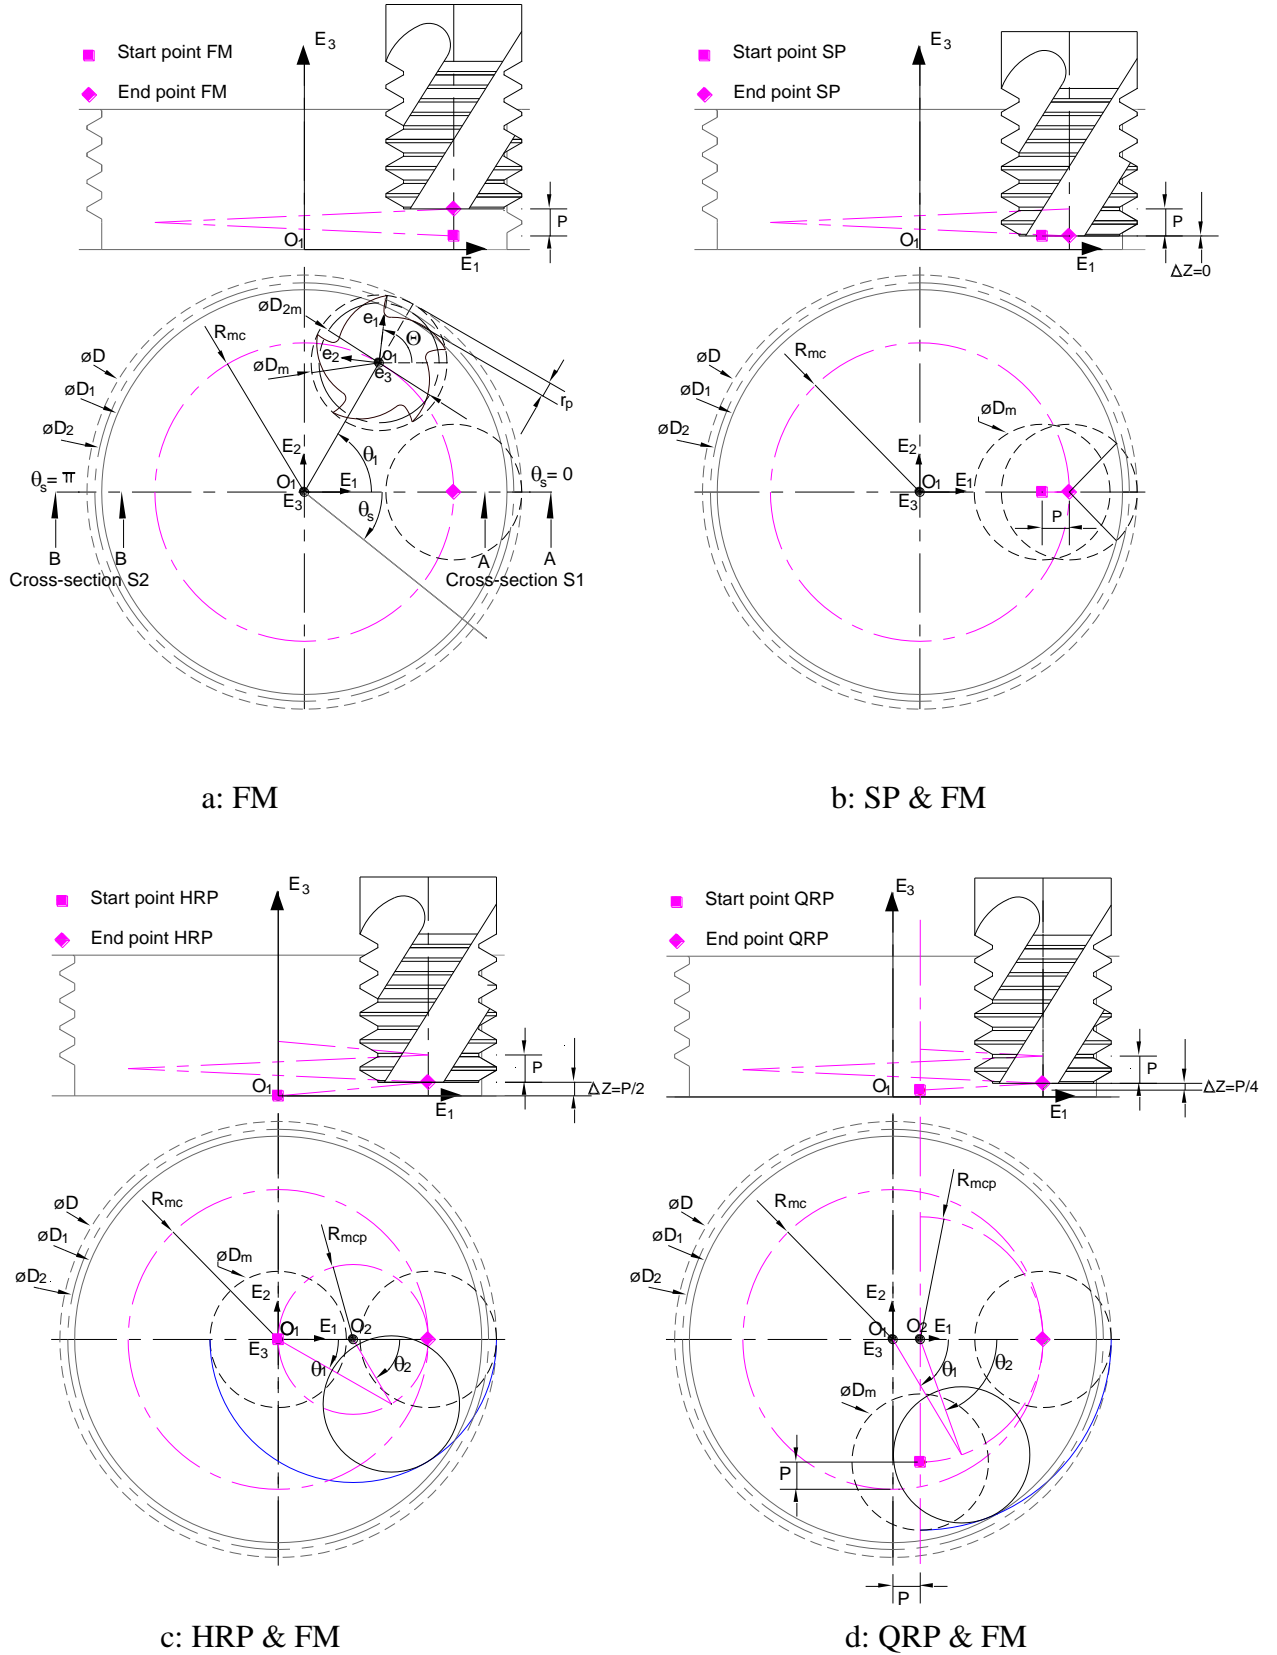 Start point FM
End point FM
E3
P
O1
E1
øD2m
Rmc
øD
øD1
øD2
øDm
e1
Θ
e2
o1
e3
rp
θ1
E2
O1
E1
E3
θs= π
θs= 0
θs
B
B
A
A
Cross-section S2
Cross-section S1
a: FM
Start point SP
End point SP
E3
P
O1
E1
ΔZ=0
Rmc
øD
øD1
øD2
øDm
E2
O1
E1
E3
P
b: SP & FM
Start point HRP
End point HRP
E3
P
O1
E1
ΔZ=P/2
Rmc
Rmcp
øD
øD1
øD2
øDm
E2
O1
E1
O2
E3
θ1
θ2
c: HRP & FM
Start point QRP
End point QRP
E3
P
O1
E1
ΔZ=P/4
Rmc
Rmcp
øD
øD1
øD2
E2
O1
O2
E1
E3
θ1
θ2
øDm
P
P
d: QRP & FM